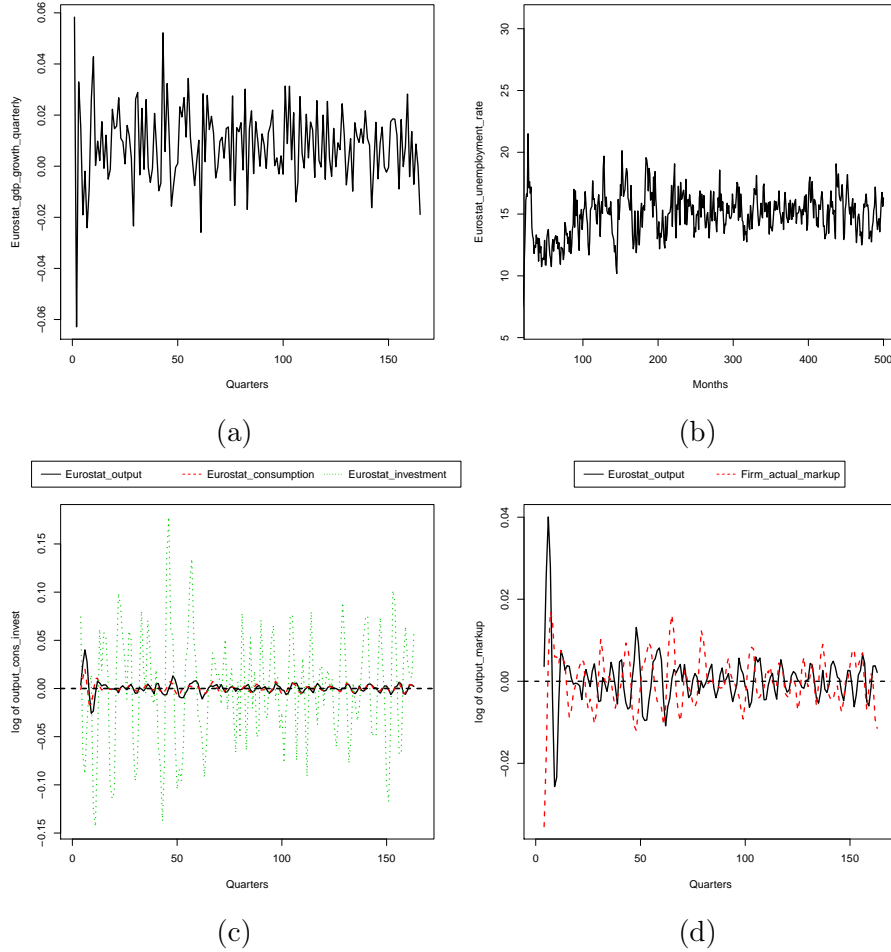 0.06
0.04
0.02
0.00
-0.02
-0.04
-0.06
Eurostat_gdp_growth_quarterly
0 50 100 150
Quarters
(a)
30
25
20
15
10
5
Eurostat_unemployment_rate
100 200 300 400 500
Months
(b)
Eurostat_output Eurostat_consumption Eurostat_investment
0.15
0.10
0.05
0.00
-0.05
-0.10
-0.15
log of output_cons_invest
0 50 100 150
Quarters
(c)
Eurostat_output Firm_actual_markup
0.04
0.02
0.00
-0.02
log of output_markup
0 50 100 150
Quarters
(d)